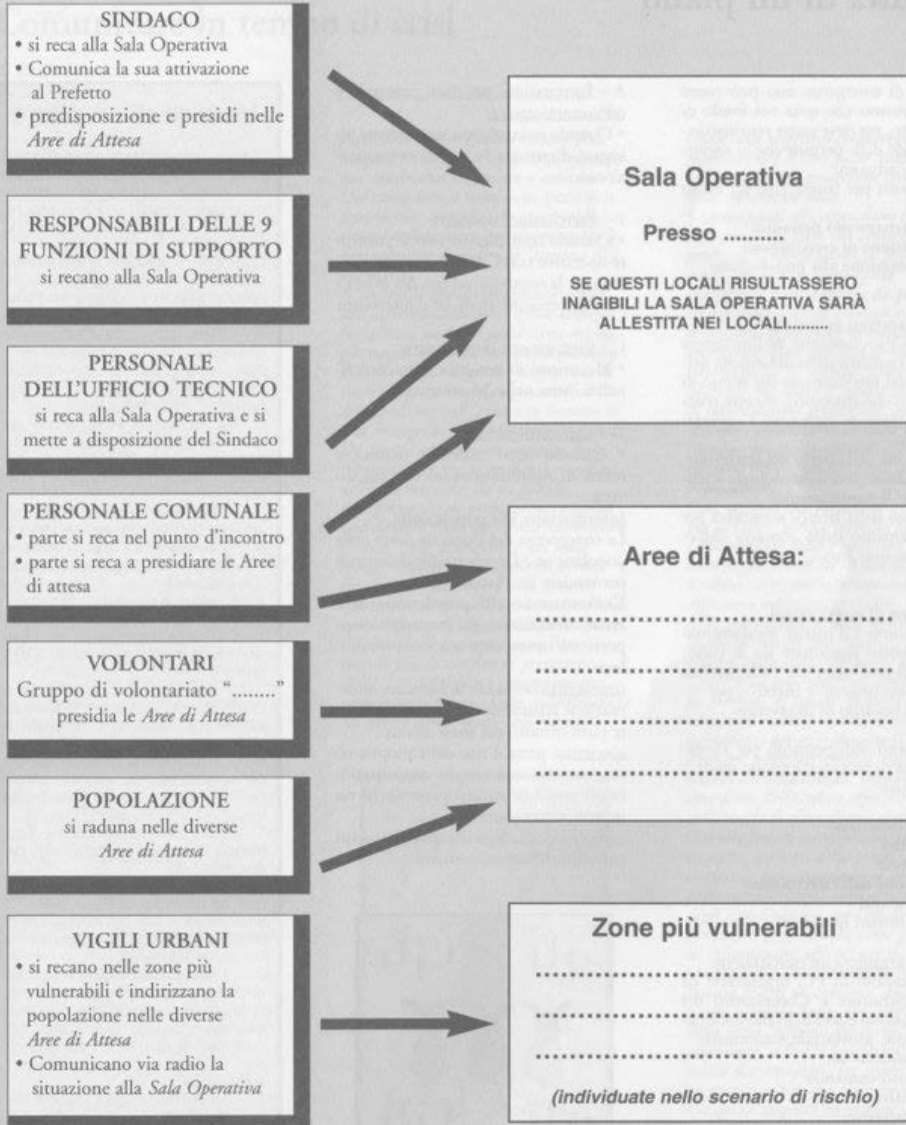 SINDACO
• si reca alla Sala Operativa
• Comunica la sua attivazione
al Prefetto
• predisposizione e presidi nelle
Aree di Attesa
RESPONSABILI DELLE 9
FUNZIONI DI SUPPORTO
si recano alla Sala Operativa
PERSONALE
DELL'UFFICIO TECNICO
si reca alla Sala Operativa e si
mette a disposizione del Sindaco
PERSONALE COMUNALE
• parte si reca nel punto d'incontro
• parte si reca a presidiare le Aree
di attesa
VOLONTARI
Gruppo di volontariato "........"
presidia le Aree di Attesa
POPOLAZIONE
si raduna nelle diverse
Aree di Attesa
VIGILI URBANI
• si recano nelle zone più
vulnerabili e indirizzano la
popolazione nelle diverse
Aree di Attesa
• Comunicano via radio la
situazione alla Sala Operativa
Sala Operativa
Presso ..........
SE QUESTI LOCALI RISULTASSERO
INAGIBILI LA SALA OPERATIVA SARÀ
ALLESTITA NEI LOCALI.........
Aree di Attesa:
Zone più vulnerabili
(individuate nello scenario di rischio)